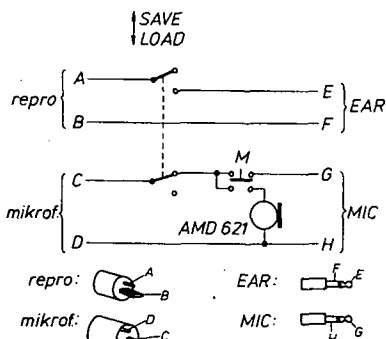 SAVE
LOAD
A
repro
E
EAR
B
F
M
C
G
mikrof.
MIC
AMD 621
D
H
repro:
A
B
EAR:
F
E
mikrof.:
D
C
MIC:
H
G